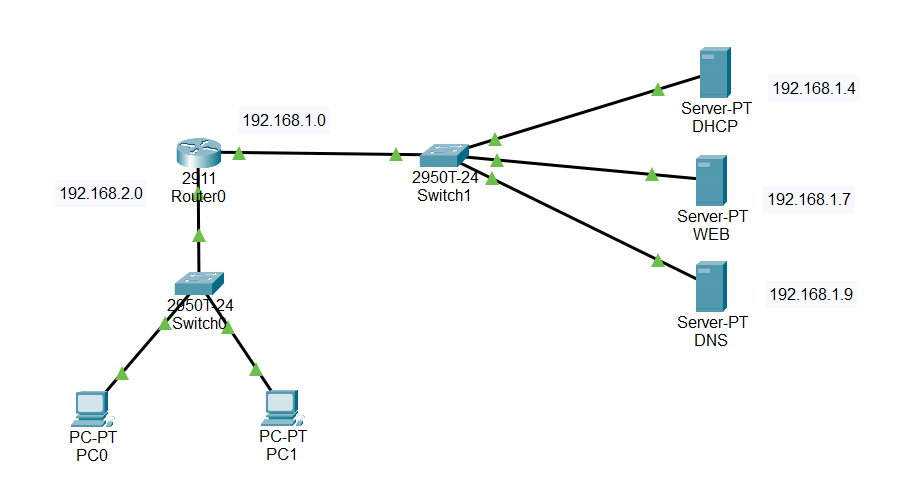 Server-PT
DHCP
192.168.1.4
192.168.1.0
2911
Router0
2950T-24
Switch1
192.168.2.0
Server-PT
WEB
192.168.1.7
2950T-24
Switch0
Server-PT
DNS
192.168.1.9
PC-PT
PC0
PC-PT
PC1